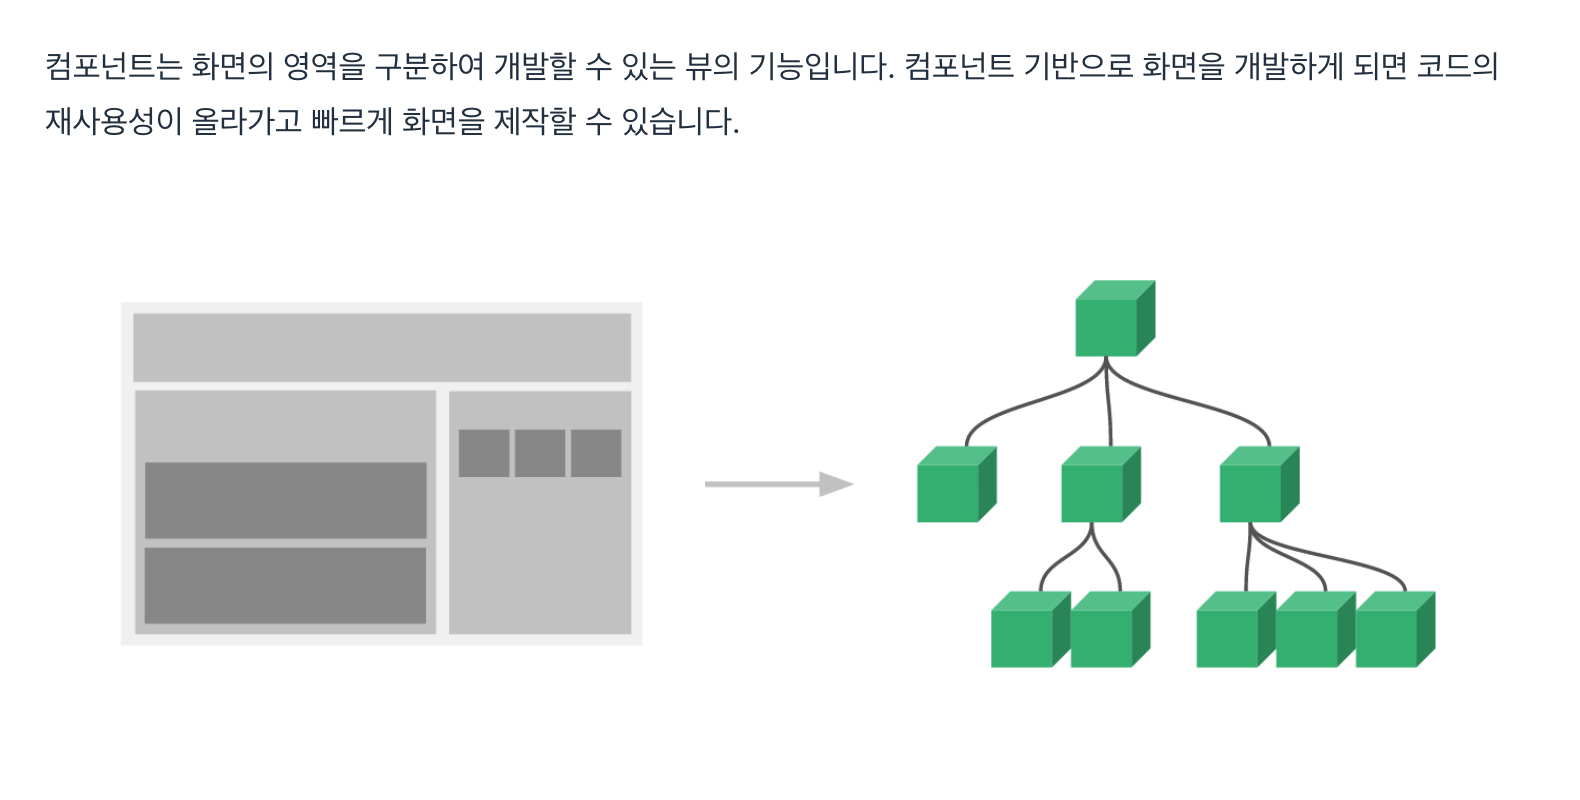 컴포넌트는 화면의 영역을 구분하여 개발할 수 있는 뷰의 기능입니다. 컴포넌트 기반으로 화면을 개발하게 되면 코드의
재사용성이 올라가고 빠르게 화면을 제작할 수 있습니다.